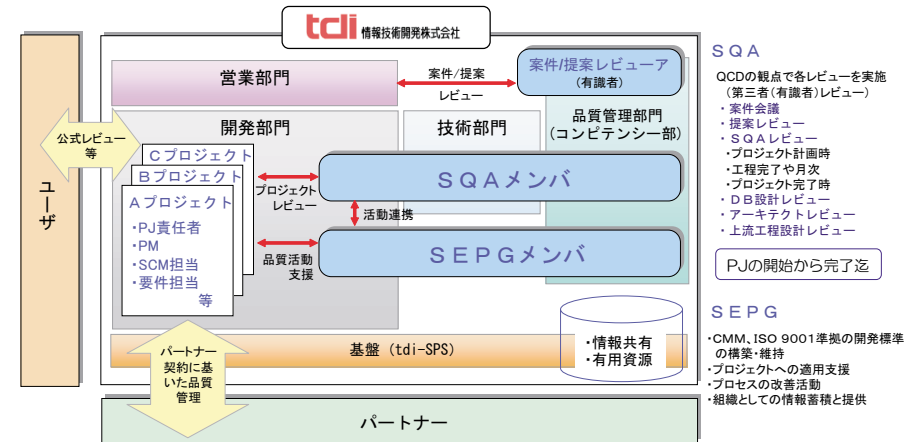 tdi 情報技術開発株式会社
ユーザ
公式レビュー
等
営業部門
案件/提案
レビュー
案件/提案レビューア
(有識者)
品質管理部門
(コンピテンシー部)
開発部門
技術部門
Cプロジェクト
Bプロジェクト
Aプロジェクト
・PJ責任者
・PM
・SCM担当
・要件担当
等
プロジェクト
レビュー
SQAメンバ
活動連携
品質活動
支援
SEPGメンバ
基盤(tdi-SPS)
・情報共有
・有用資源
パートナー
契約に基
いた品質
管理
パートナー
SQA
QCDの観点で各レビューを実施
(第三者(有識者)レビュー)
・案件会議
・提案レビュー
・SQAレビュー
・プロジェクト計画時
・工程完了や月次
・プロジェクト完了時
・DB設計レビュー
・アーキテクトレビュー
・上流工程設計レビュー
PJの開始から完了迄
SEPG
・CMM、ISO 9001準拠の開発標準
の構築・維持
・プロジェクトへの適用支援
・プロセスの改善活動
・組織としての情報蓄積と提供